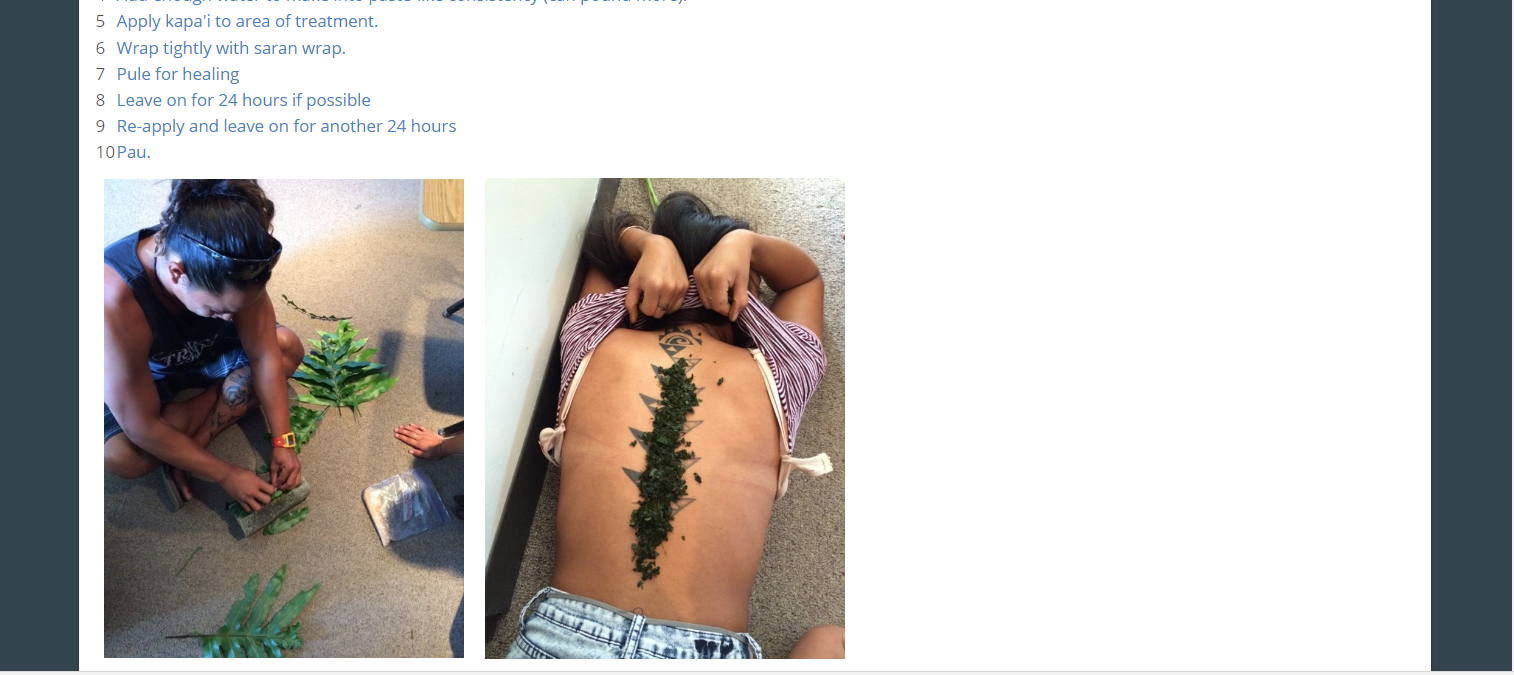 5 Apply kapa'i to area of treatment.
6 Wrap tightly with saran wrap.
7 Pule for healing
8 Leave on for 24 hours if possible
9 Re-apply and leave on for another 24 hours
10 Pau.